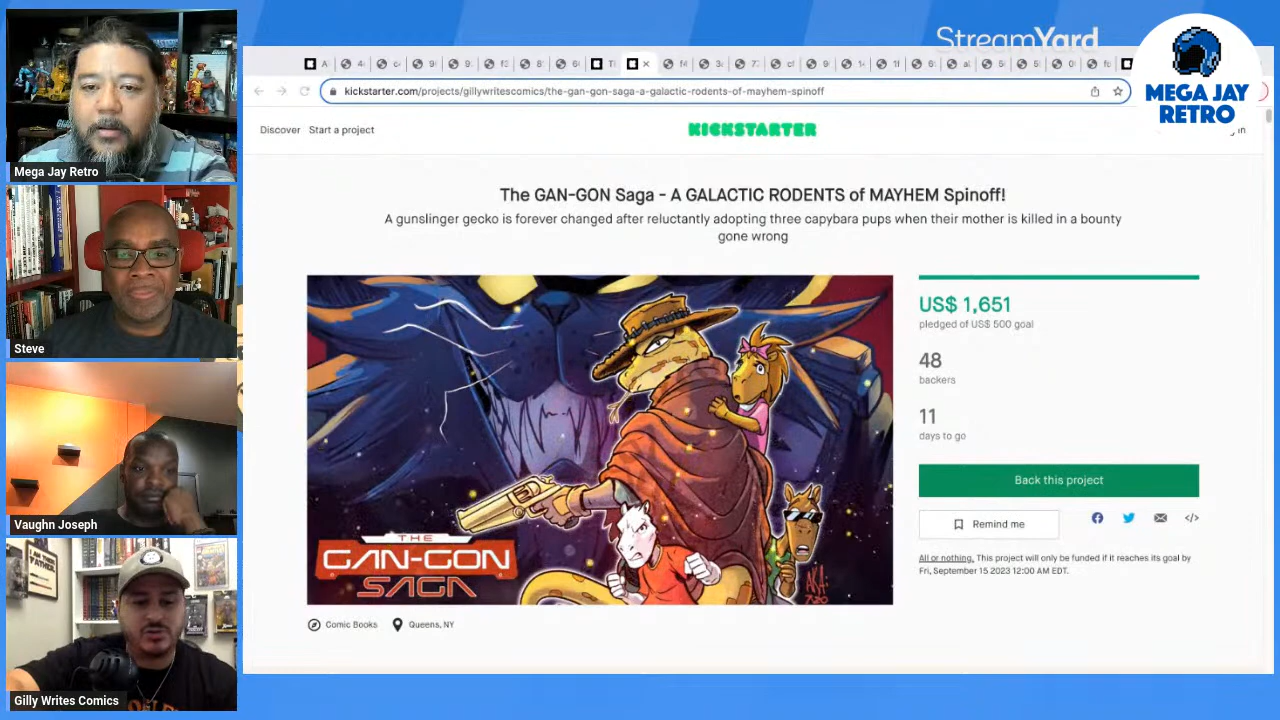 StreamYard
MEGA JAY
RETRO
kickstarter.com/projects/gillywritescomics/the-gan-gon-saga-a-galactic-rodents-of-mayhem-spinoff
Discover
Start a project
KICKSTARTER
The GAN-GON Saga - A GALACTIC RODENTS of MAYHEM Spinoff!
A gunslinger gecko is forever changed after reluctantly adopting three capybara pups when their mother is killed in a bounty
gone wrong
US$ 1,651
pledged of US$ 500 goal
48
backers
11
days to go
Back this project
Remind me
All or nothing. This project will only be funded if it reaches its goal by
Fri, September 15 2023 12:00 AM EDT.
THE
GAN-GON
SAGA
Comic Books
Queens, NY
Mega Jay Retro
Steve
Vaughn Joseph
Gilly Writes Comics